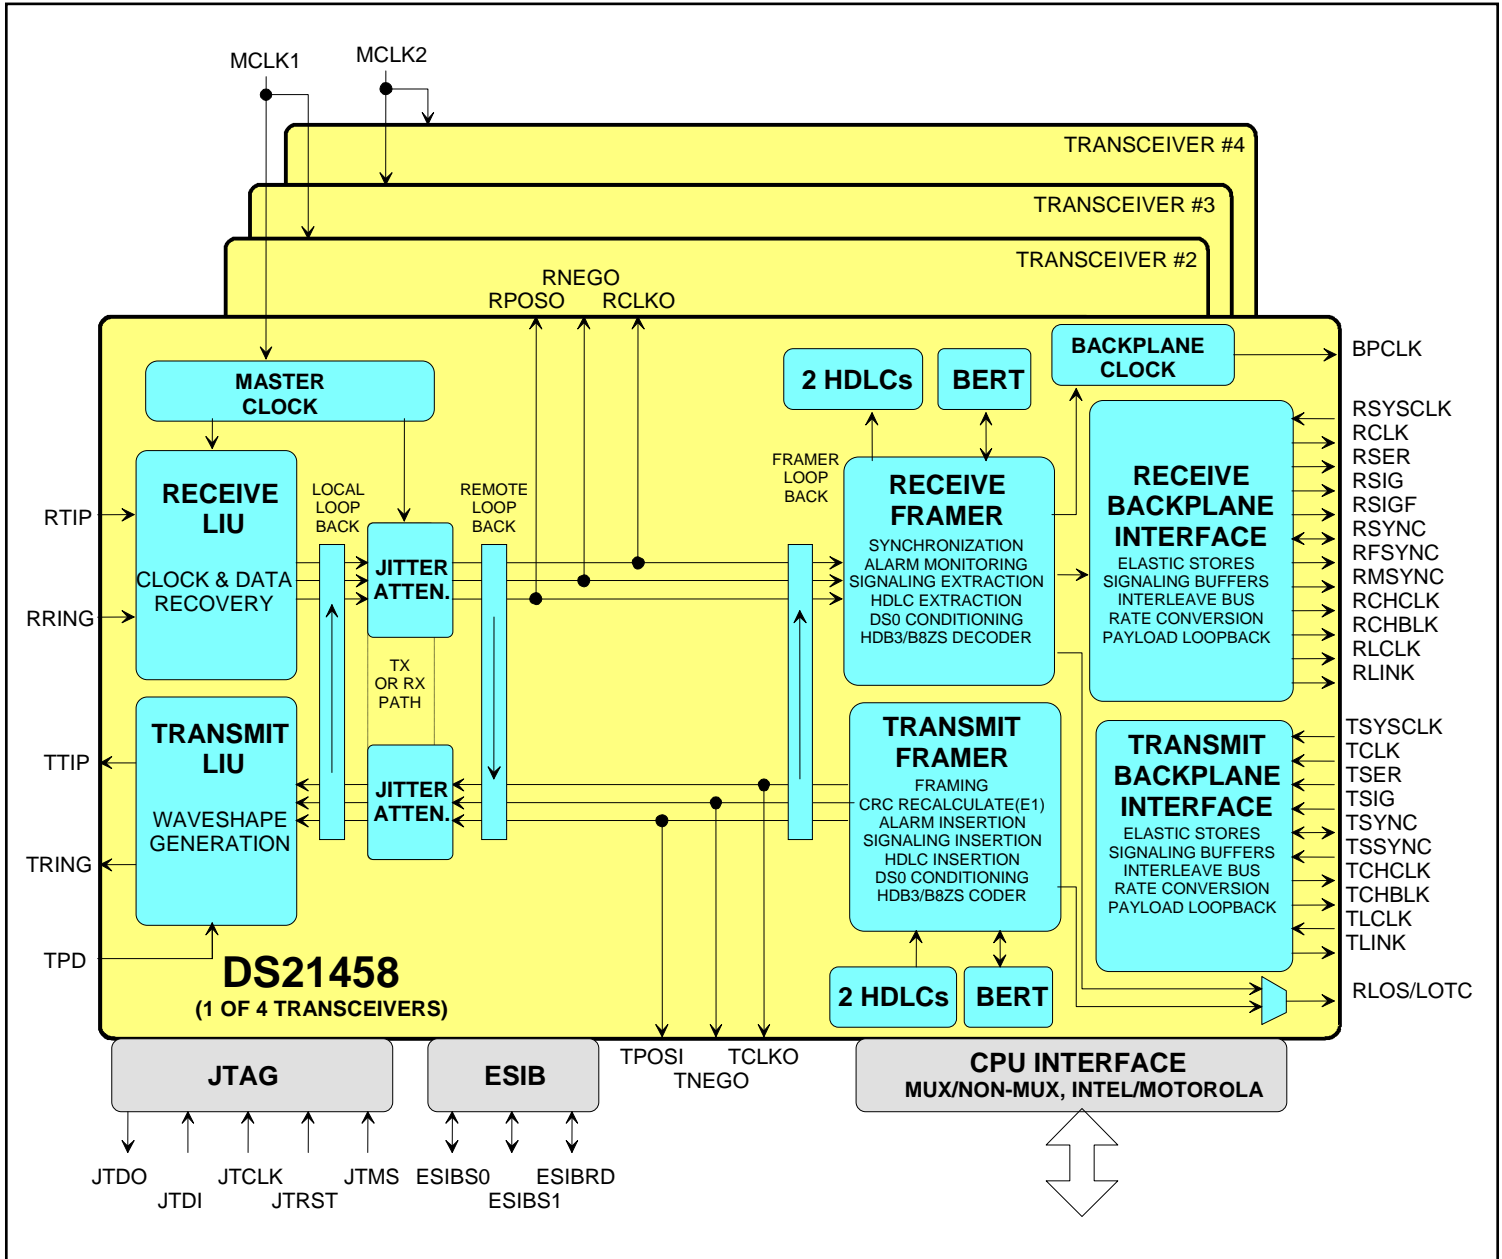 MCLK1
MCLK2
TRANSCEIVER #4
TRANSCEIVER #3
TRANSCEIVER #2
RNEGO
RPOSO
RCLKO
MASTER
CLOCK
2 HDLCs
BERT
BACKPLANE
CLOCK
BPCLK
RTIP
RRING
RECEIVE
LIU
CLOCK & DATA
RECOVERY
LOCAL
LOOP
BACK
JITTER
ATTEN.
REMOTE
LOOP
BACK
FRAMER
LOOP
BACK
RECEIVE
FRAMER
SYNCHRONIZATION
ALARM MONITORING
SIGNALING EXTRACTION
HDLC EXTRACTION
DS0 CONDITIONING
HDB3/B8ZS DECODER
RECEIVE
BACKPLANE
INTERFACE
ELASTIC STORES
SIGNALING BUFFERS
INTERLEAVE BUS
RATE CONVERSION
PAYLOAD LOOPBACK
RSYSCLK
RCLK
RSER
RSIG
RSIGF
RSYNC
RFSYNC
RMSYNC
RCHCLK
RCHBLK
RLCLK
RLINK
TX
OR RX
PATH
TTIP
TRING
TPD
TRANSMIT
LIU
WAVESHAPE
GENERATION
JITTER
ATTEN.
TRANSMIT
FRAMER
FRAMING
CRC RECALCULATE(E1)
ALARM INSERTION
SIGNALING INSERTION
HDLC INSERTION
DS0 CONDITIONING
HDB3/B8ZS CODER
TRANSMIT
BACKPLANE
INTERFACE
ELASTIC STORES
SIGNALING BUFFERS
INTERLEAVE BUS
RATE CONVERSION
PAYLOAD LOOPBACK
TSYSCLK
TCLK
TSER
TSIG
TSYNC
TSSYNC
TCHCLK
TCHBLK
TLCLK
TLINK
RLOS/LOTC
DS21458
(1 OF 4 TRANSCEIVERS)
2 HDLCs
BERT
TPOSI
TNEGO
TCLKO
JTAG
ESIB
CPU INTERFACE
MUX/NON-MUX, INTEL/MOTOROLA
JTDO
JTDI
JTCLK
JTRST
JTMS
ESIBS0
ESIBS1
ESIBRD